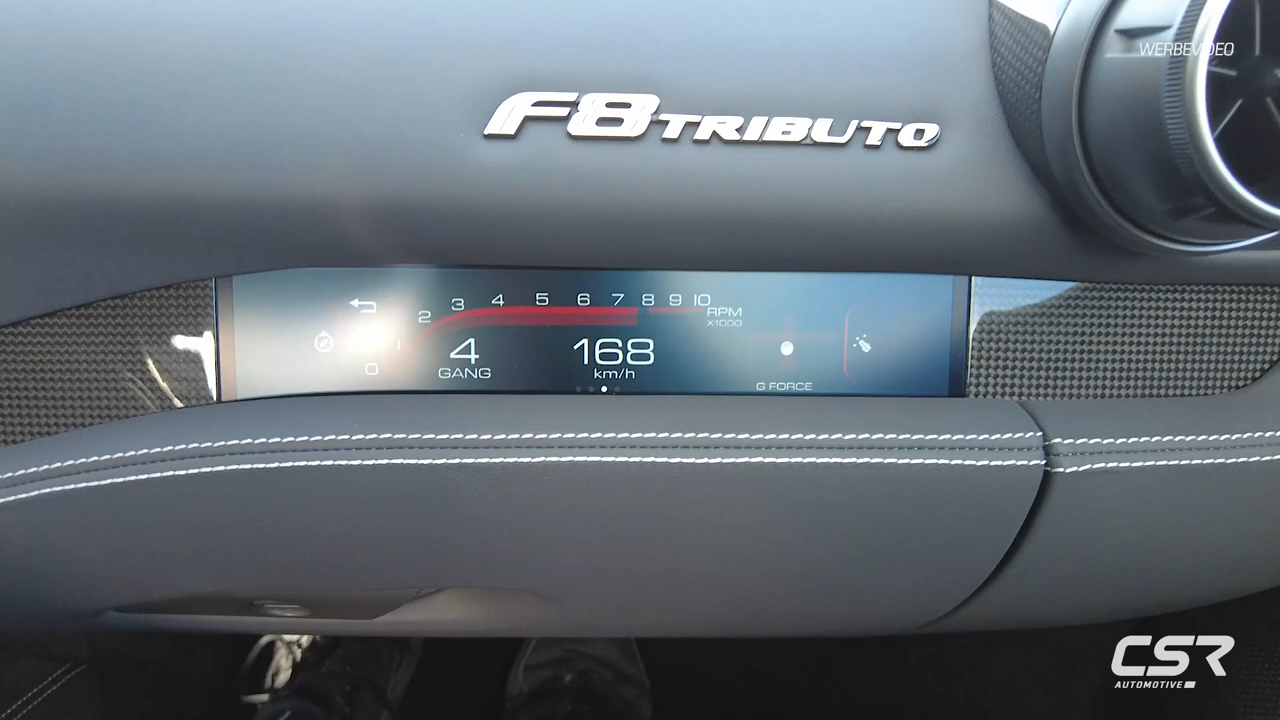 WERBEVIDEO
F8 TRIBUTO
0 1 2 3 4 5 6 7 8 9 10
RPM
X1000
4
GANG
168
km/h
G FORCE
CSR
AUTOMOTIVE